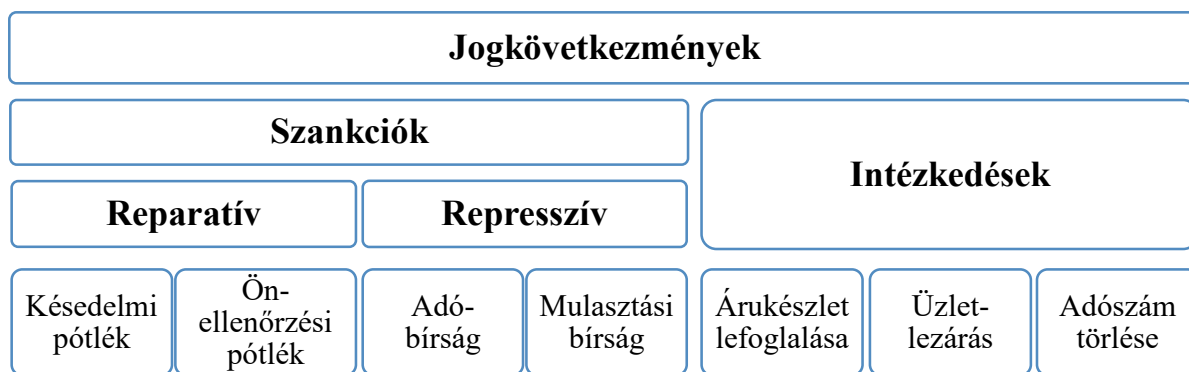 Jogkövetkezmények
Szankciók
Intézkedések
Reparatív
Represszív
Késedelmi
pótlék
Ön-
ellenőrzési
pótlék
Adó-
bírság
Mulasztási
bírság
Árukészlet
lefoglalása
Üzlet-
lezárás
Adószám
törlése